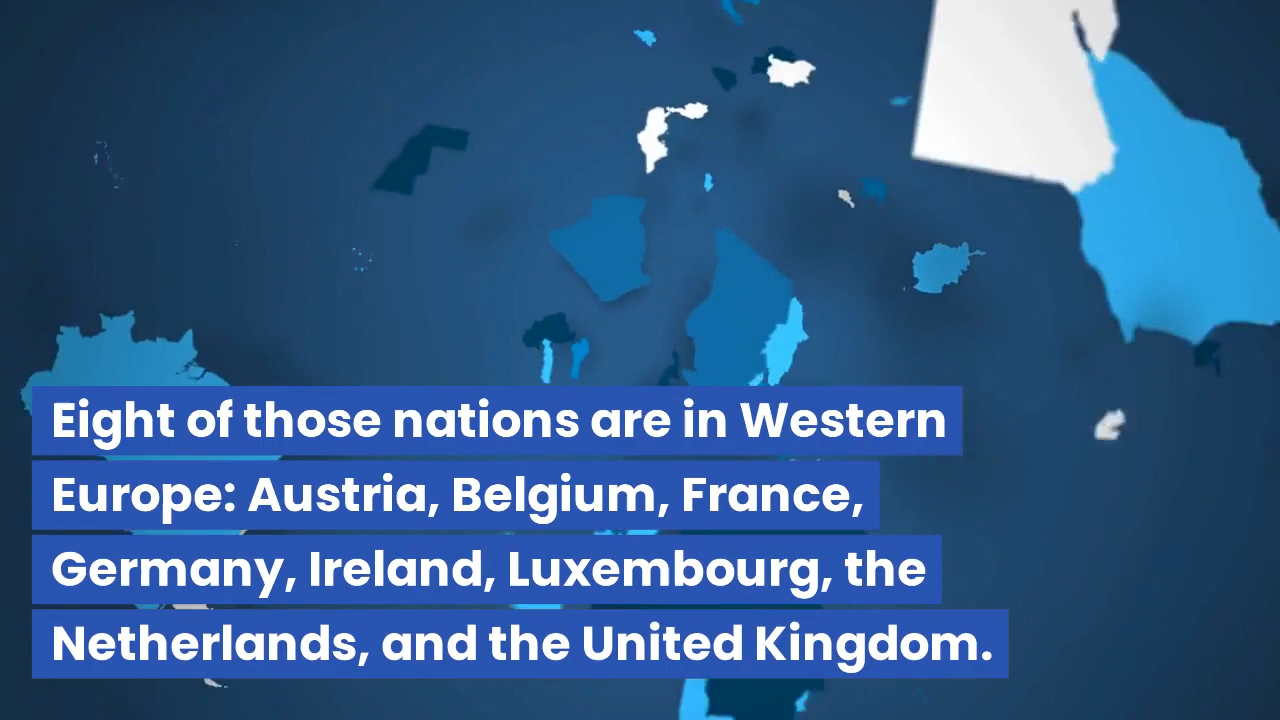 Eight of those nations are in Western
Europe: Austria, Belgium, France,
Germany, Ireland, Luxembourg, the
Netherlands, and the United Kingdom.